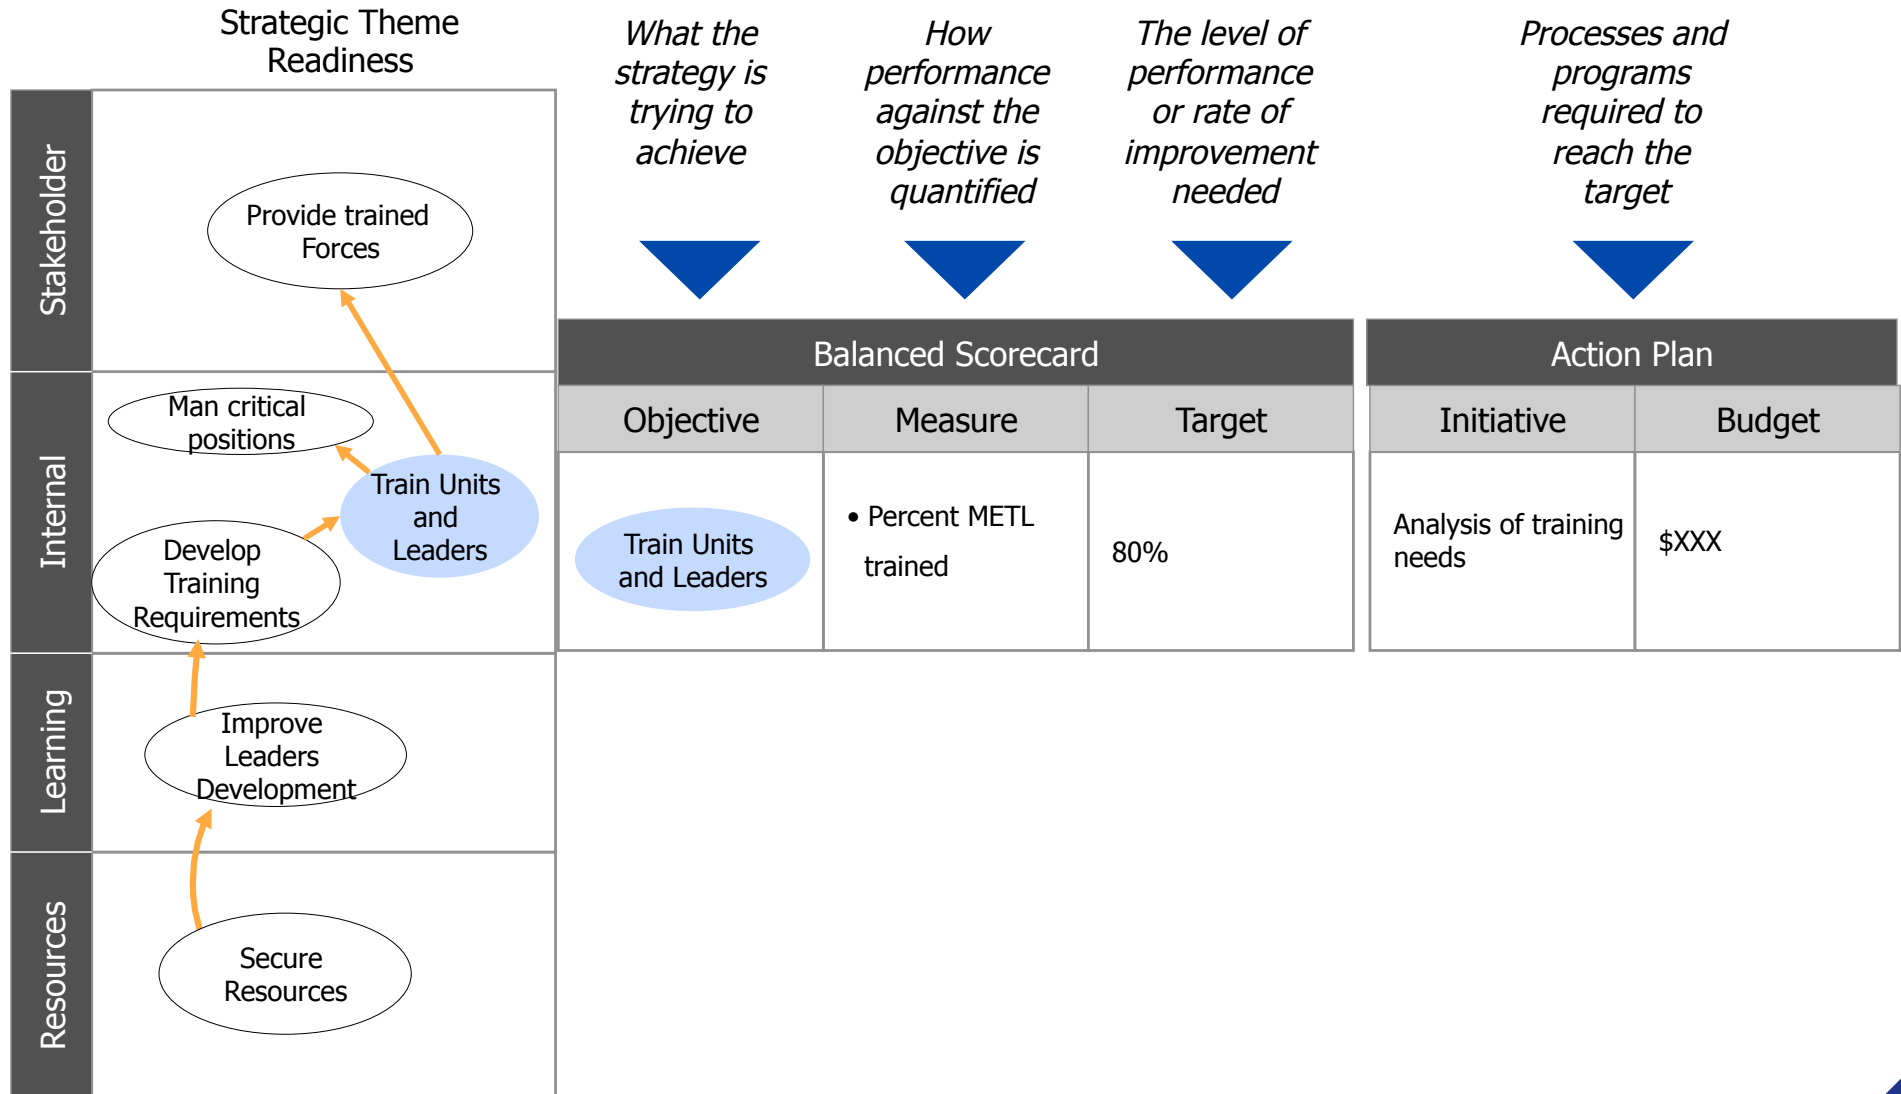 Strategic Theme
Readiness
What the
strategy is
trying to
achieve
How
performance
against the
objective is
quantified
The level of
performance
or rate of
improvement
needed
Processes and
programs
required to
reach the
target
Stakeholder
Provide trained
Forces
Internal
Man critical
positions
Train Units
and
Leaders
Develop
Training
Requirements
Learning
Improve
Leaders
Development
Resources
Secure
Resources
Balanced Scorecard
Action Plan
Objective
Measure
Target
Initiative
Budget
Train Units
and Leaders
• Percent METL
trained
80%
Analysis of training
needs
$XXX